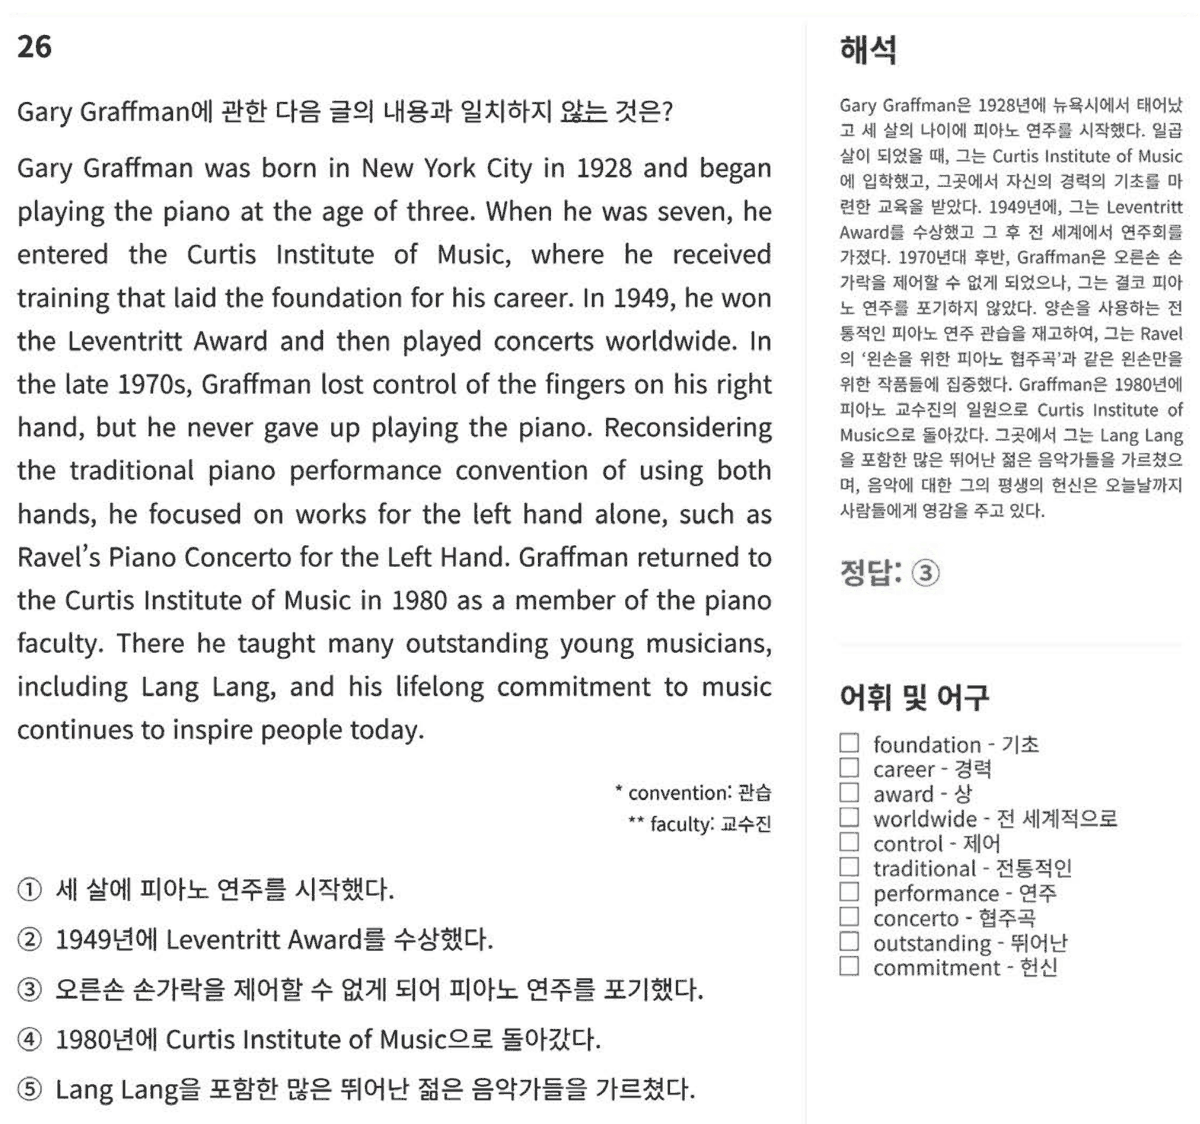 26
Gary Graffman에 관한 다음 글의 내용과 일치하지 않는 것은?
Gary Graffman was born in New York City in 1928 and began
playing the piano at the age of three. When he was seven, he
entered the Curtis Institute of Music, where he received
training that laid the foundation for his career. In 1949, he won
the Leventritt Award and then played concerts worldwide. In
the late 1970s, Graffman lost control of the fingers on his right
hand, but he never gave up playing the piano. Reconsidering
the traditional piano performance convention of using both
hands, he focused on works for the left hand alone, such as
Ravel's Piano Concerto for the Left Hand. Graffman returned to
the Curtis Institute of Music in 1980 as a member of the piano
faculty. There he taught many outstanding young musicians,
including Lang Lang, and his lifelong commitment to music
continues to inspire people today.
* convention: 관습
** faculty: 교수진
① 세 살에 피아노 연주를 시작했다.
② 1949년에 Leventritt Award를 수상했다.
③ 오른손 손가락을 제어할 수 없게 되어 피아노 연주를 포기했다.
④ 1980년에 Curtis Institute of Music으로 돌아갔다.
⑤ Lang Lang을 포함한 많은 뛰어난 젊은 음악가들을 가르쳤다.
해석
Gary Graffman은 1928년에 뉴욕시에서 태어났
고 세 살의 나이에 피아노 연주를 시작했다. 일곱
살이 되었을 때, 그는 Curtis Institute of Music
에 입학했고, 그곳에서 자신의 경력의 기초를 마
련한 교육을 받았다. 1949년에, 그는 Leventritt
Award를 수상했고 그 후 전 세계에서 연주회를
가졌다. 1970년대 후반, Graffman은 오른손 손
가락을 제어할 수 없게 되었으나, 그는 결코 피아
노 연주를 포기하지 않았다. 양손을 사용하는 전
통적인 피아노 연주 관습을 재고하여, 그는 Ravel
의 '왼손을 위한 피아노 협주곡'과 같은 왼손만을
위한 작품들에 집중했다. Graffman은 1980년에
피아노 교수진의 일원으로 Curtis Institute of
Music으로 돌아갔다. 그곳에서 그는 Lang Lang
을 포함한 많은 뛰어난 젊은 음악가들을 가르쳤으
며, 음악에 대한 그의 평생의 헌신은 오늘날까지
사람들에게 영감을 주고 있다.
정답: ③
어휘 및 어구
□ foundation - 기초
□ career - 경력
□ award - 상
□ worldwide - 전 세계적으로
□ control - 제어
□ traditional - 전통적인
□ performance - 연주
□ concerto - 협주곡
□ outstanding - 뛰어난
□ commitment - 헌신